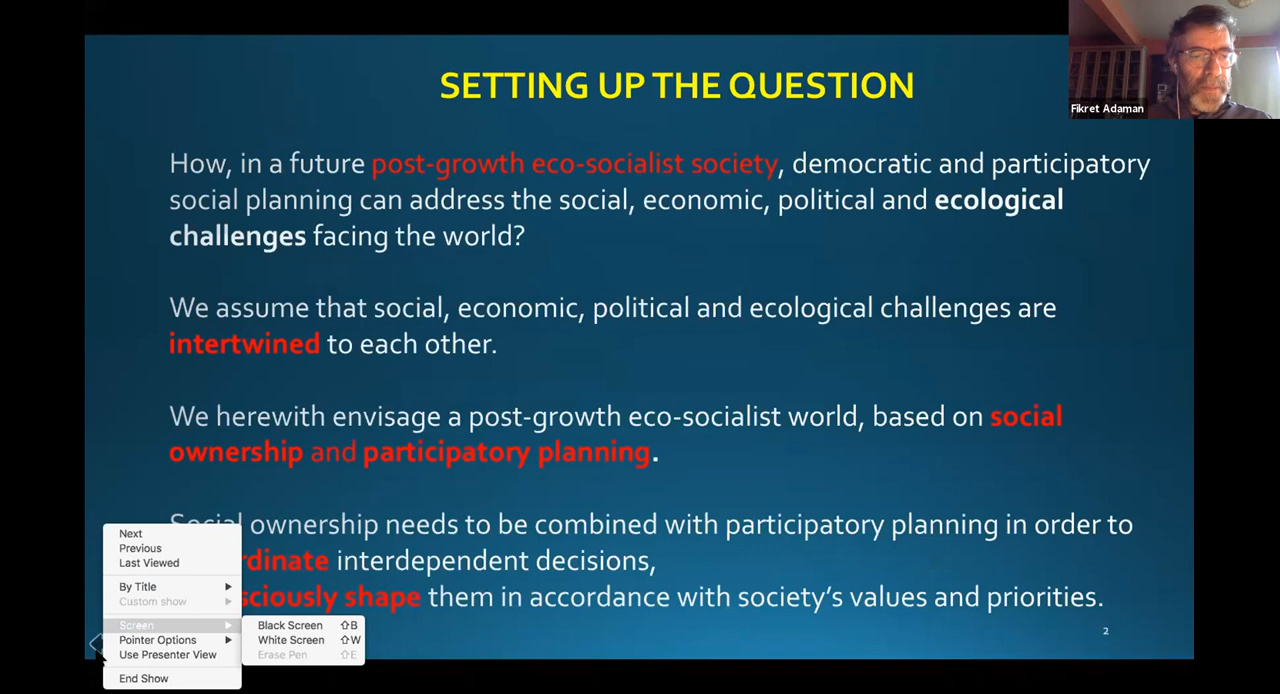 SETTING UP THE QUESTION
Fikret Adaman
How, in a future post-growth eco-socialist society, democratic and participatory
social planning can address the social, economic, political and ecological
challenges facing the world?
We assume that social, economic, political and ecological challenges are
intertwined to each other.
We herewith envisage a post-growth eco-socialist world, based on social
ownership and participatory planning.
Social ownership needs to be combined with participatory planning in order to
rdinate interdependent decisions,
sciously shape them in accordance with society's values and priorities.
2
Next
Previous
Last Viewed
By Title
Custom show
Screen
Pointer Options
Use Presenter View
End Show
Black Screen ⇧B
White Screen ⇧W
Erase Pen ⇧E